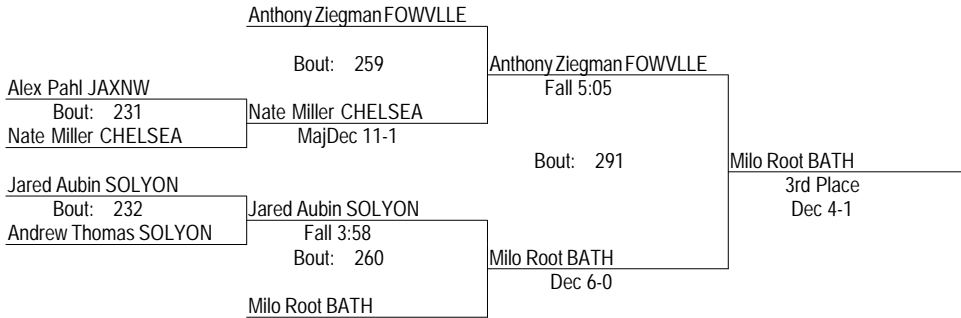 Anthony Ziegman FOWVLLE
Bout: 259
Anthony Ziegman FOWVLLE
Alex Pahl JAXNW
Fall 5:05
Bout: 231
Nate Miller CHELSEA
Nate Miller CHELSEA
MajDec 11-1
Bout: 291
Milo Root BATH
Jared Aubin SOLYON
3rd Place
Bout: 232
Jared Aubin SOLYON
Dec 4-1
Andrew Thomas SOLYON
Fall 3:58
Bout: 260
Milo Root BATH
Dec 6-0
Milo Root BATH